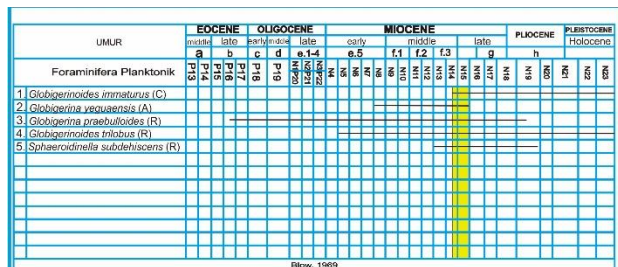 UMUR EOCENE OLIGOCENE MIOCENE PLIOCENE PLEISTOCENE
middle late early middle late early middle late Holocene
a b c d e.1-4 e.5 f.1 f.2 f.3 g h
Foraminifera Planktonik P13 P14 P15 P16 P17 P18 P19 N1P20 N2P21 N3P22 N4 N5 N6 N7 N8 N9 N10 N11 N12 N13 N14 N15 N16 N17 N18 N19 N20 N21 N22 N23
1. Globigerinoides immaturus (C)
2. Globigerina yeguaensis (A)
3. Globigerina praebulloides (R)
4. Globigerinoides trilobus (R)
5. Sphaeroidinella subdehiscens (R)
Blow, 1969